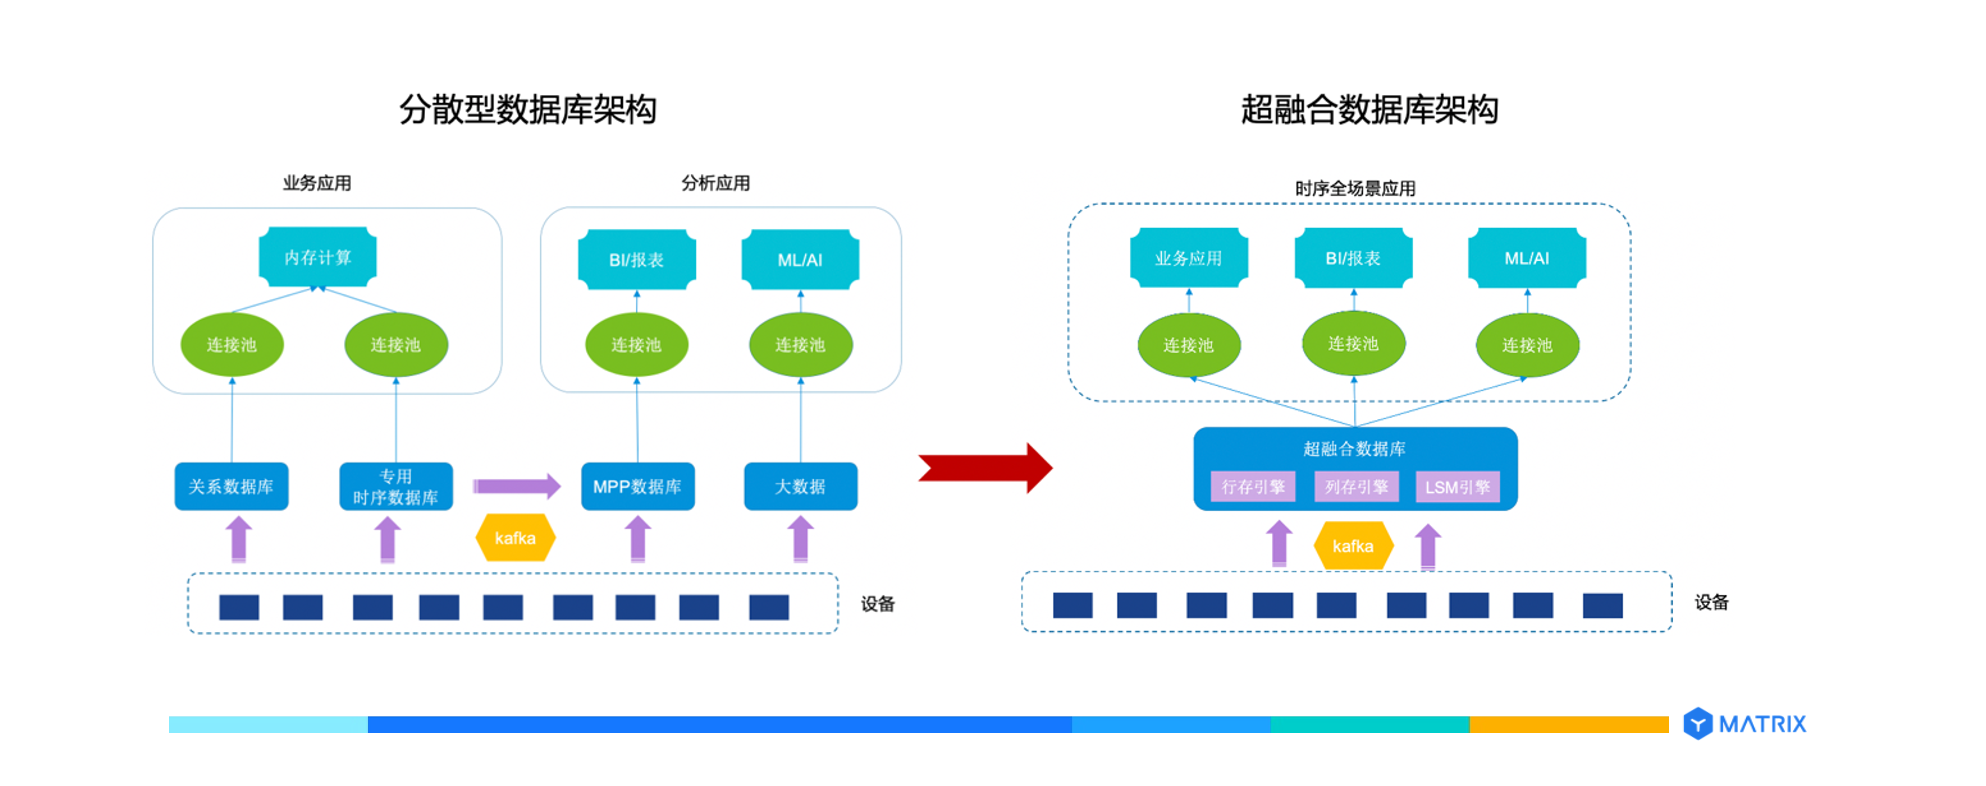 分散型数据库架构
业务应用
分析应用
内存计算
BI/报表
ML/AI
连接池
连接池
连接池
连接池
关系数据库
专用
时序数据库
MPP数据库
大数据
kafka
设备
超融合数据库架构
时序全场景应用
业务应用
BI/报表
ML/AI
连接池
连接池
连接池
超融合数据库
行存引擎
列存引擎
LSM引擎
kafka
设备
MATRIX